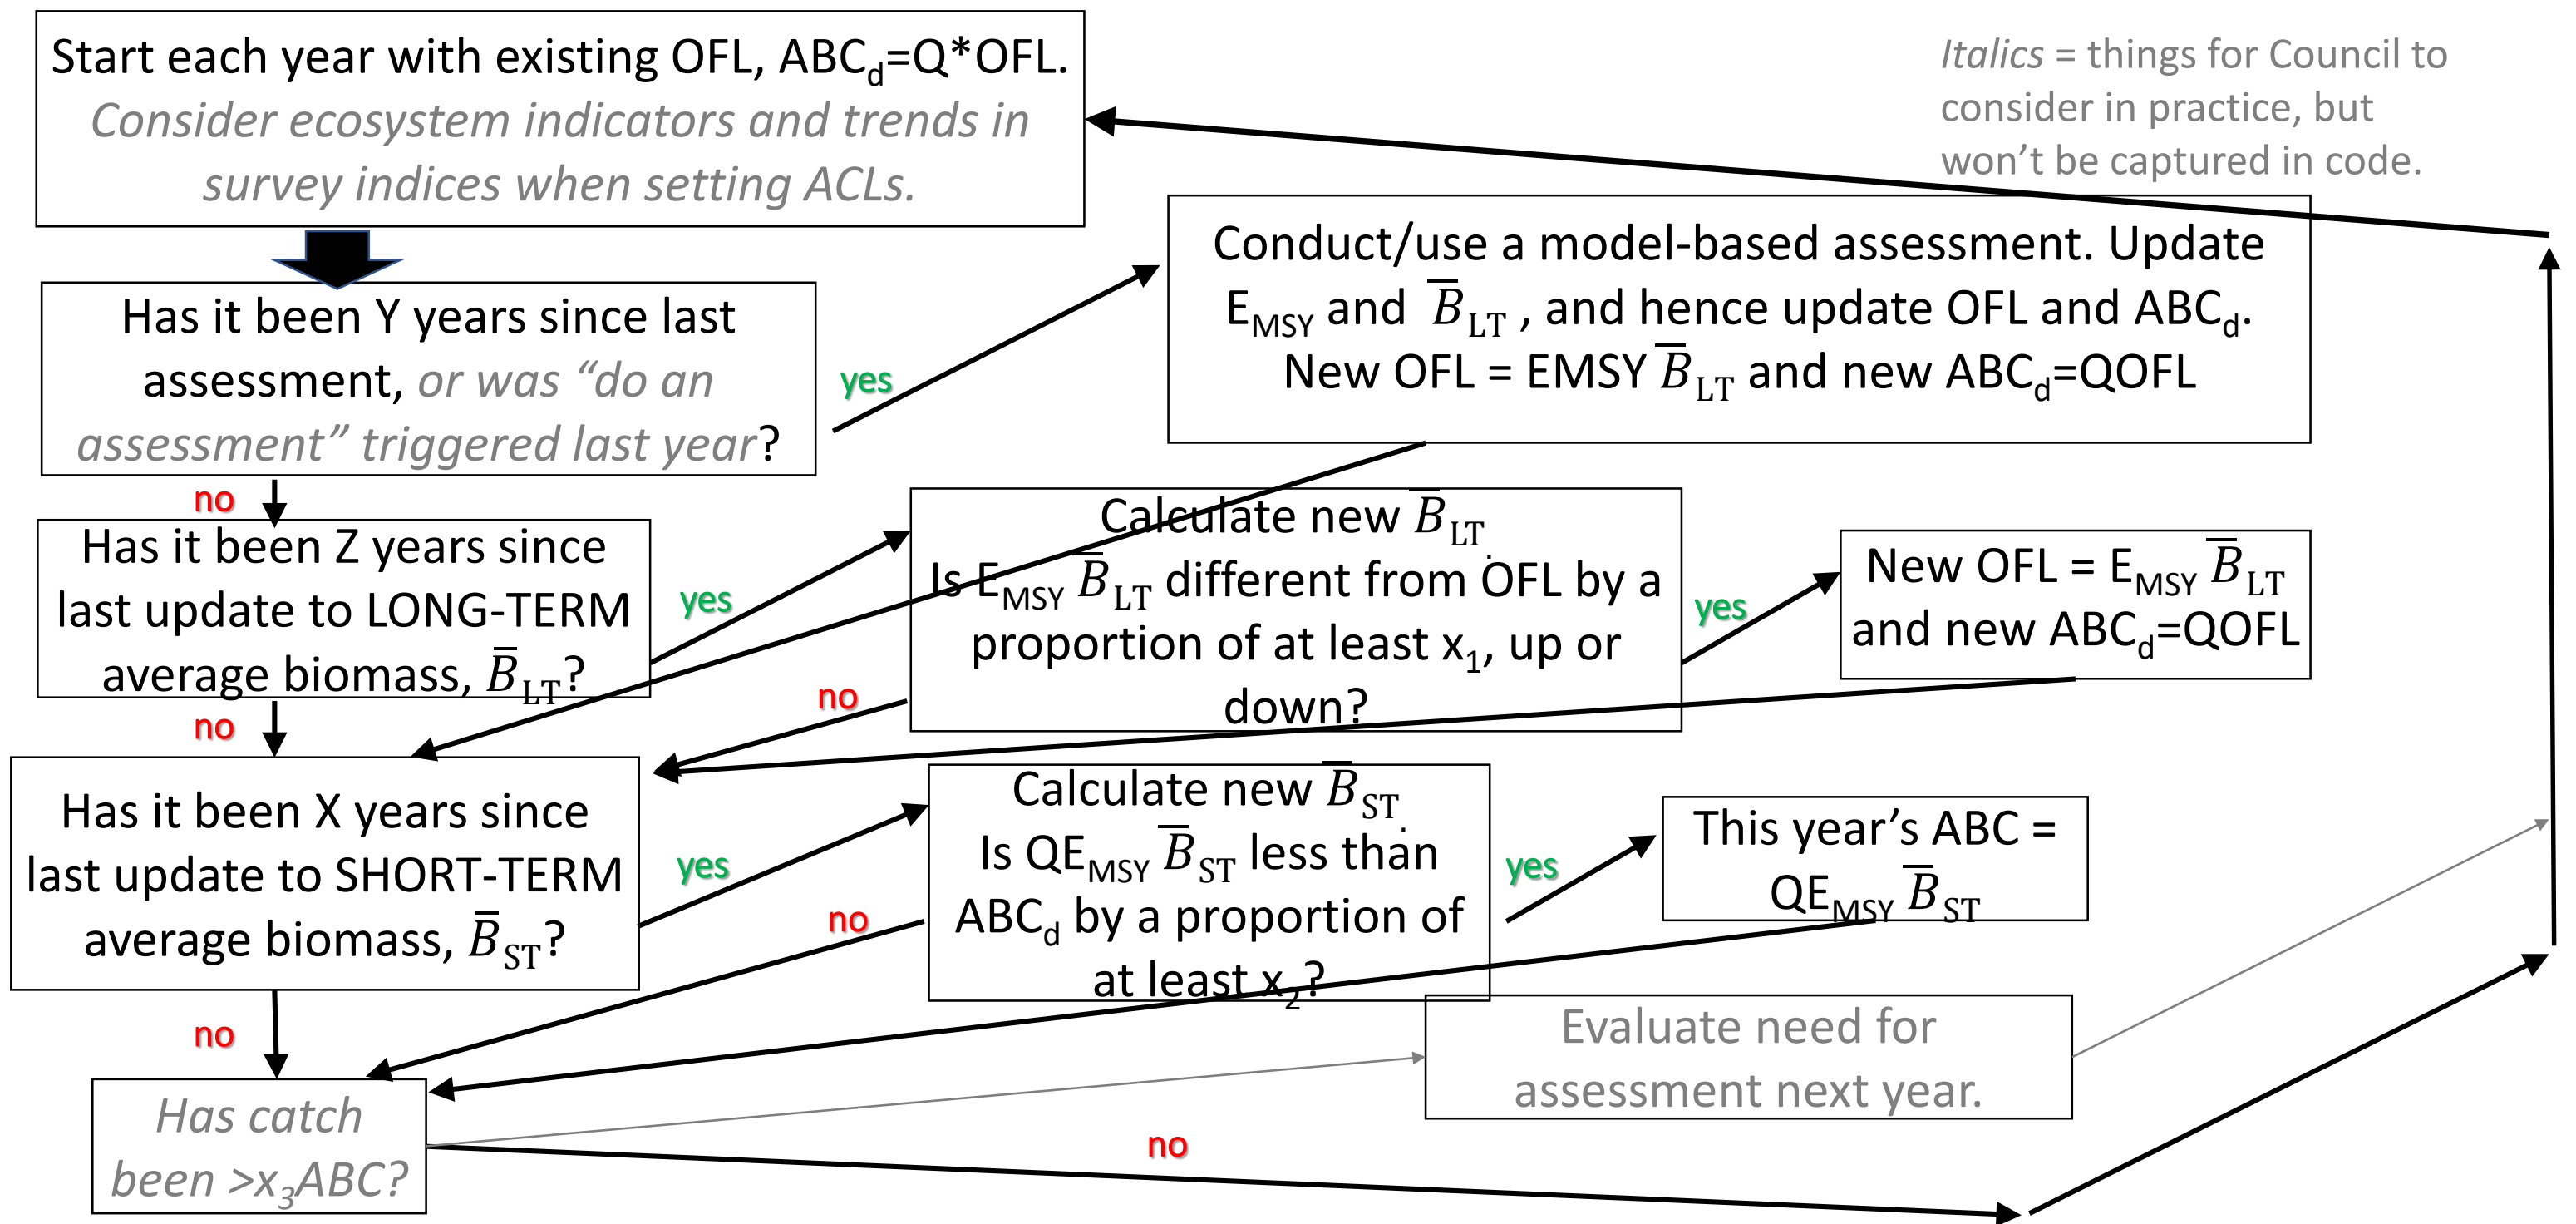 Start each year with existing OFL, ABCd=Q*OFL.
Consider ecosystem indicators and trends in
survey indices when setting ACLs.
Italics = things for Council to
consider in practice, but
won’t be captured in code.
Conduct/use a model-based assessment. Update
EMSY and B̅LT , and hence update OFL and ABCd.
New OFL = EMSY B̅LT and new ABCd=QOFL
Has it been Y years since last
assessment, or was “do an
assessment” triggered last year?
yes
no
Has it been Z years since
last update to LONG-TERM
average biomass, B̅LT?
yes
no
Calculate new B̅LT.
Is EMSY B̅LT different from OFL by a
proportion of at least x1, up or
down?
yes
no
New OFL = EMSY B̅LT
and new ABCd=QOFL
Has it been X years since
last update to SHORT-TERM
average biomass, B̅ST?
yes
no
Calculate new B̅ST.
Is QEMSY B̅ST less than
ABCd by a proportion of
at least x2?
yes
no
This year’s ABC =
QEMSY B̅ST
Has catch
been >x3ABC?
no
Evaluate need for
assessment next year.